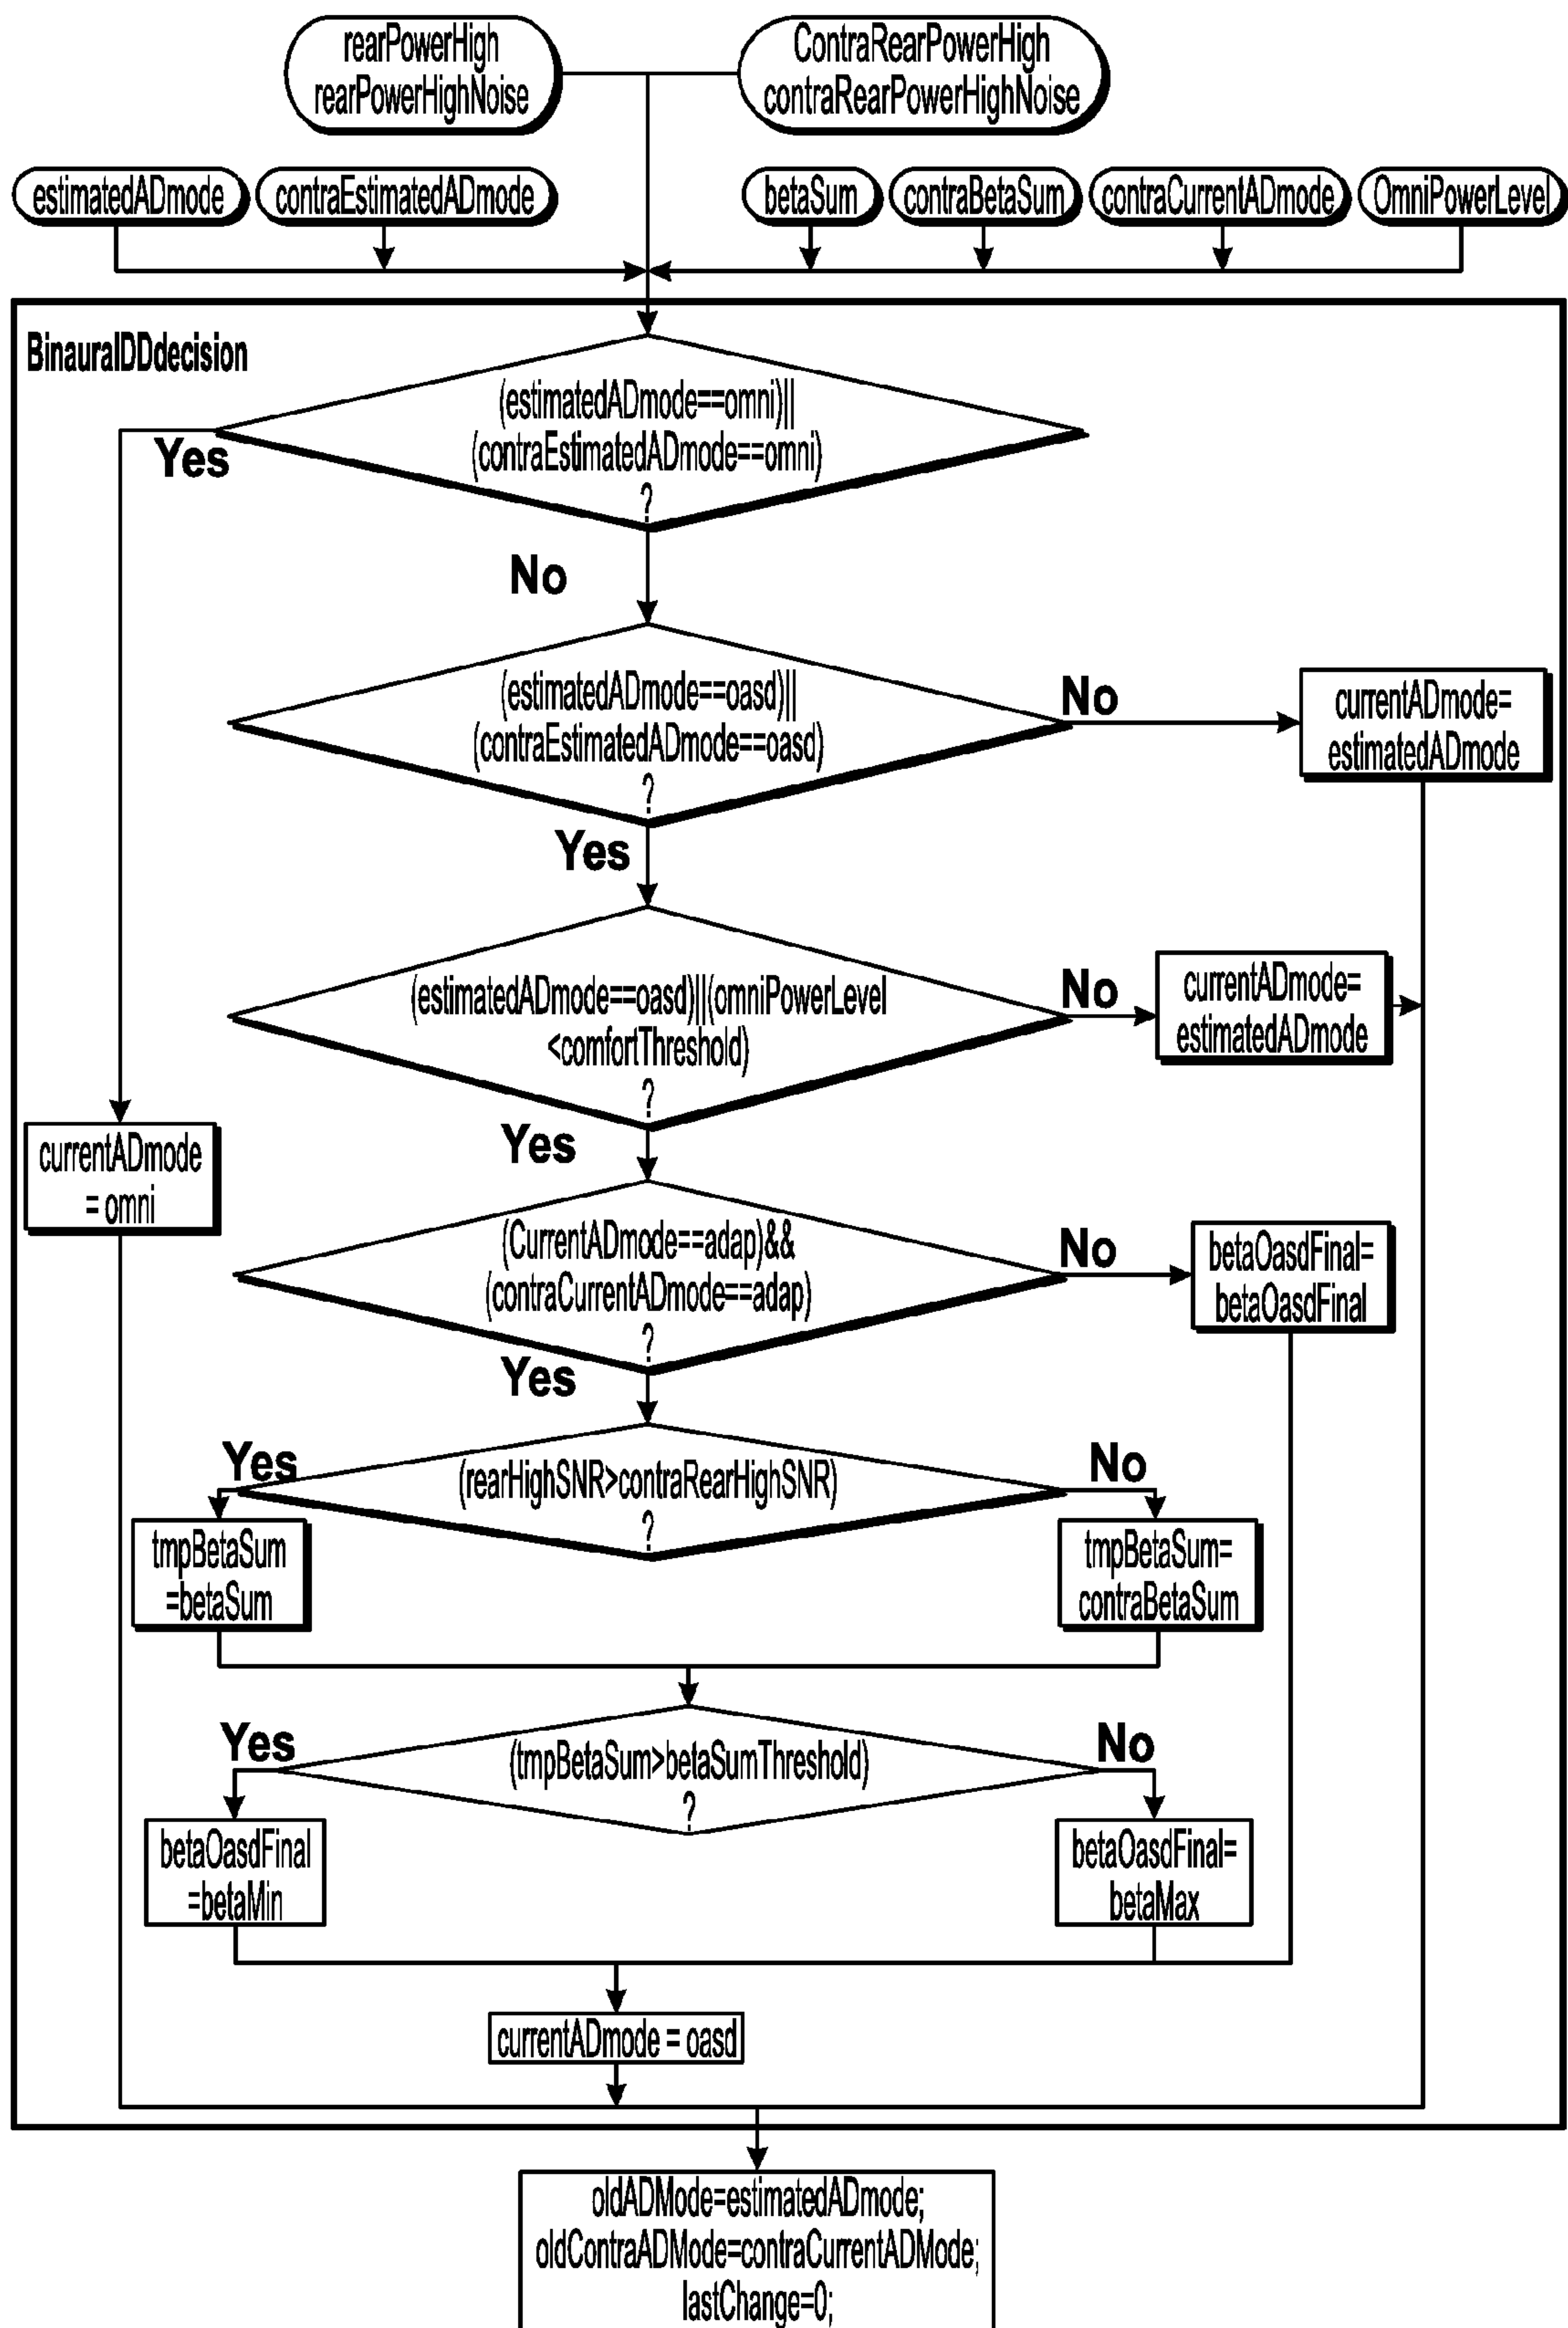 rearPowerHigh
rearPowerHighNoise
ContraRearPowerHigh
contraRearPowerHighNoise
estimatedADmode
contraEstimatedADmode
betaSum
contraBetaSum
contraCurrentADmode
OmniPowerLevel
BinauralDDdecision
(estimatedADmode==omni)||
(contraEstimatedADmode==omni)
?
Yes
No
(estimatedADmode==oasd)||
(contraEstimatedADmode==oasd)
?
No
currentADmode=
estimatedADmode
Yes
(estimatedADmode==oasd)||(omniPowerLevel
<comfortThreshold)
?
No
currentADmode=
estimatedADmode
Yes
currentADmode
= omni
(CurrentADmode==adap)&&
(contraCurrentADmode==adap)
?
No
betaOasdFinal=
betaOasdFinal
Yes
(rearHighSNR>contraRearHighSNR)
?
Yes
No
tmpBetaSum
=betaSum
tmpBetaSum=
contraBetaSum
(tmpBetaSum>betaSumThreshold)
?
Yes
No
betaOasdFinal
=betaMin
betaOasdFinal=
betaMax
currentADmode = oasd
oldADMode=estimatedADmode;
oldContraADMode=contraCurrentADMode;
lastChange=0;